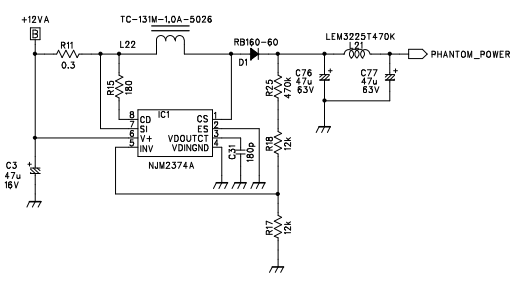 TC-131M-1.0A-5026
+12VA
B
R11
0.3
L22
RB160-60
D1
LEM3225T470K
L21
PHANTOM_POWER
R15
180
R25
470k
C76
47u
63V
C77
47u
63V
IC1
8 CD
7 SI
6 V+
5 INV
CS 1
ES 2
VDOUTCT 3
VDINGND 4
NJM2374A
C31
180p
R18
12k
C3
47u
16V
R17
12k